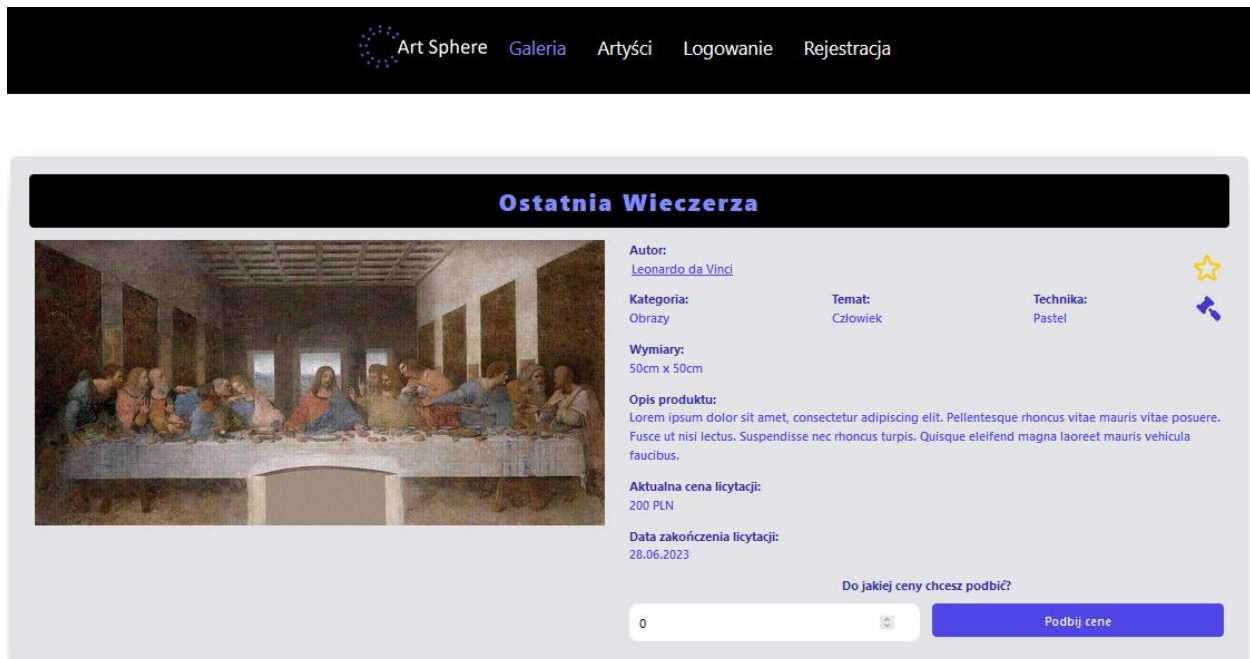 Art Sphere Galeria Artyści Logowanie Rejestracja
Ostatnia Wieczerza
Autor:
Leonardo da Vinci
Kategoria: Temat: Technika:
Obrazy Człowiek Pastel
Wymiary:
50cm x 50cm
Opis produktu:
Lorem ipsum dolor sit amet, consectetur adipiscing elit. Pellentesque rhoncus vitae mauris vitae posuere.
Fusce ut nisi lectus. Suspendisse nec rhoncus turpis. Quisque eleifend magna laoreet mauris vehicula
faucibus.
Aktualna cena licytacji:
200 PLN
Data zakończenia licytacji:
28.06.2023
Do jakiej ceny chcesz podbić?
0 Podbij cene